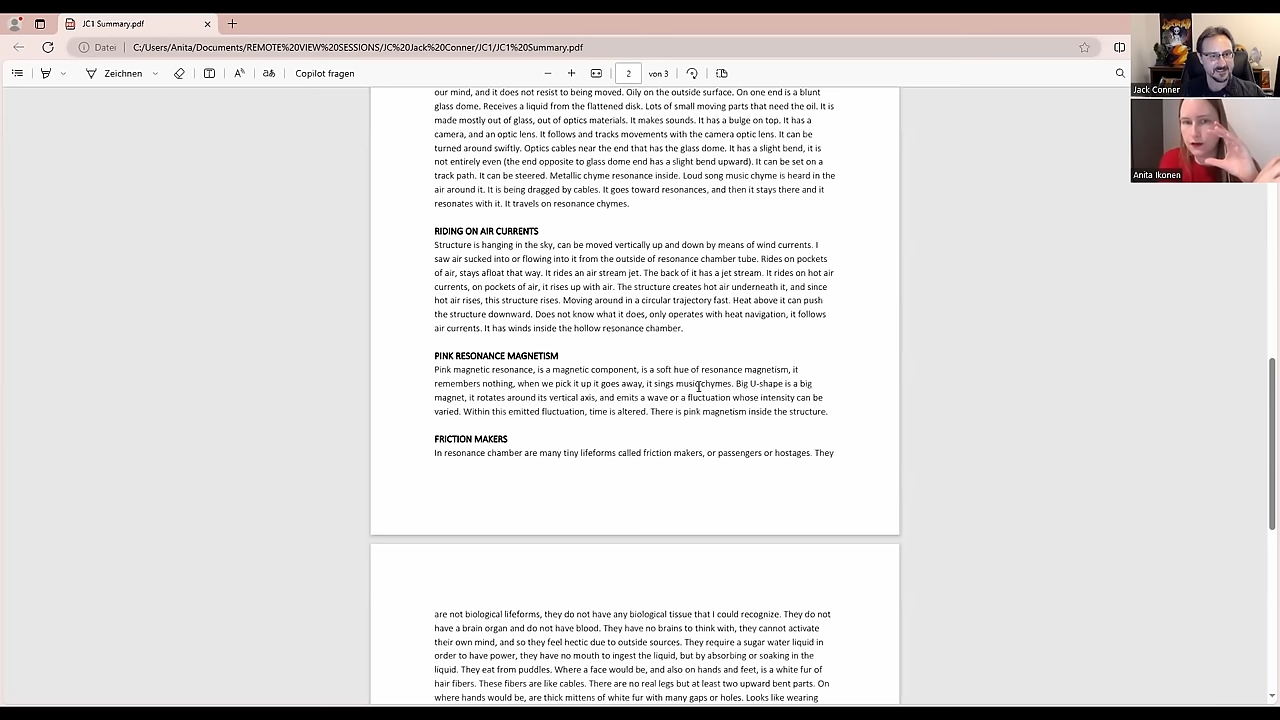 JC1 Summary.pdf
Datei
C:/Users/Anita/Documents/REMOTE%20VIEW%20SESSIONS/JC%20Jack%20Conner/JC1/JC1%20Summary.pdf
Zeichnen
Copilot fragen
2 von 3
Jack Conner
Anita Ikonen
our mind, and it does not resist to being moved. Oily on the outside surface. On one end is a blunt
glass dome. Receives a liquid from the flattened disk. Lots of small moving parts that need the oil. It is
made mostly out of glass, out of optics materials. It makes sounds. It has a bulge on top. It has a
camera, and an optic lens. It follows and tracks movements with the camera optic lens. It can be
turned around swiftly. Optics cables near the end that has the glass dome. It has a slight bend, it is
not entirely even (the end opposite to glass dome end has a slight bend upward). It can be set on a
track path. It can be steered. Metallic chyme resonance inside. Loud song music chyme is heard in the
air around it. It is being dragged by cables. It goes toward resonances, and then it stays there and it
resonates with it. It travels on resonance chymes.
RIDING ON AIR CURRENTS
Structure is hanging in the sky, can be moved vertically up and down by means of wind currents. I
saw air sucked into or flowing into it from the outside of resonance chamber tube. Rides on pockets
of air, stays afloat that way. It rides an air stream jet. The back of it has a jet stream. It rides on hot air
currents, on pockets of air, it rises up with air. The structure creates hot air underneath it, and since
hot air rises, this structure rises. Moving around in a circular trajectory fast. Heat above it can push
the structure downward. Does not know what it does, only operates with heat navigation, it follows
air currents. It has winds inside the hollow resonance chamber.
PINK RESONANCE MAGNETISM
Pink magnetic resonance, is a magnetic component, is a soft hue of resonance magnetism, it
remembers nothing, when we pick it up it goes away, it sings music chymes. Big U-shape is a big
magnet, it rotates around its vertical axis, and emits a wave or a fluctuation whose intensity can be
varied. Within this emitted fluctuation, time is altered. There is pink magnetism inside the structure.
FRICTION MAKERS
In resonance chamber are many tiny lifeforms called friction makers, or passengers or hostages. They
are not biological lifeforms, they do not have any biological tissue that I could recognize. They do not
have a brain organ and do not have blood. They have no brains to think with, they cannot activate
their own mind, and so they feel hectic due to outside sources. They require a sugar water liquid in
order to have power, they have no mouth to ingest the liquid, but by absorbing or soaking in the
liquid. They eat from puddles. Where a face would be, and also on hands and feet, is a white fur of
hair fibers. These fibers are like cables. There are no real legs but at least two upward bent parts. On
where hands would be, are thick mittens of white fur with many gaps or holes. Looks like wearing